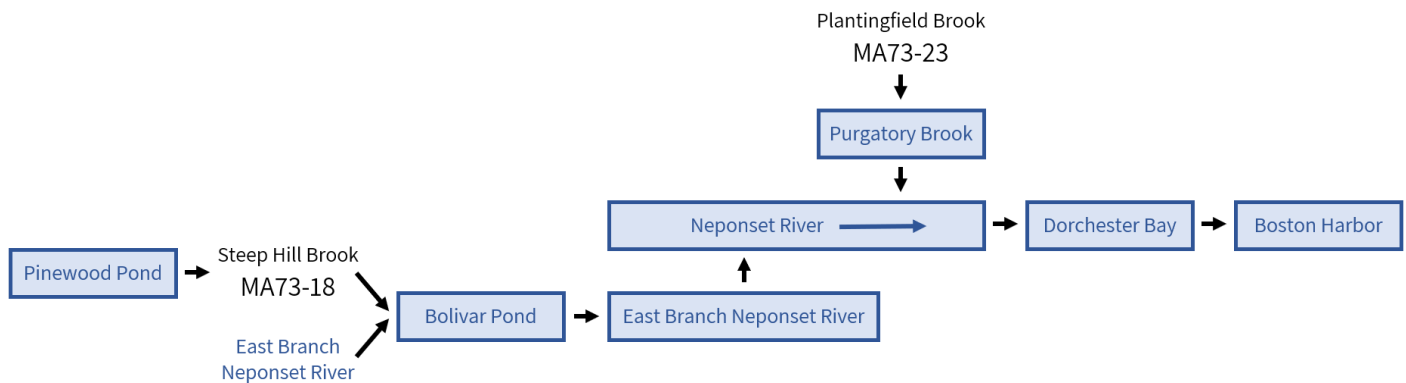 Plantingfield Brook
MA73-23
Purgatory Brook
Neponset River
Dorchester Bay
Boston Harbor
Pinewood Pond
Steep Hill Brook
MA73-18
Bolivar Pond
East Branch Neponset River
East Branch
Neponset River